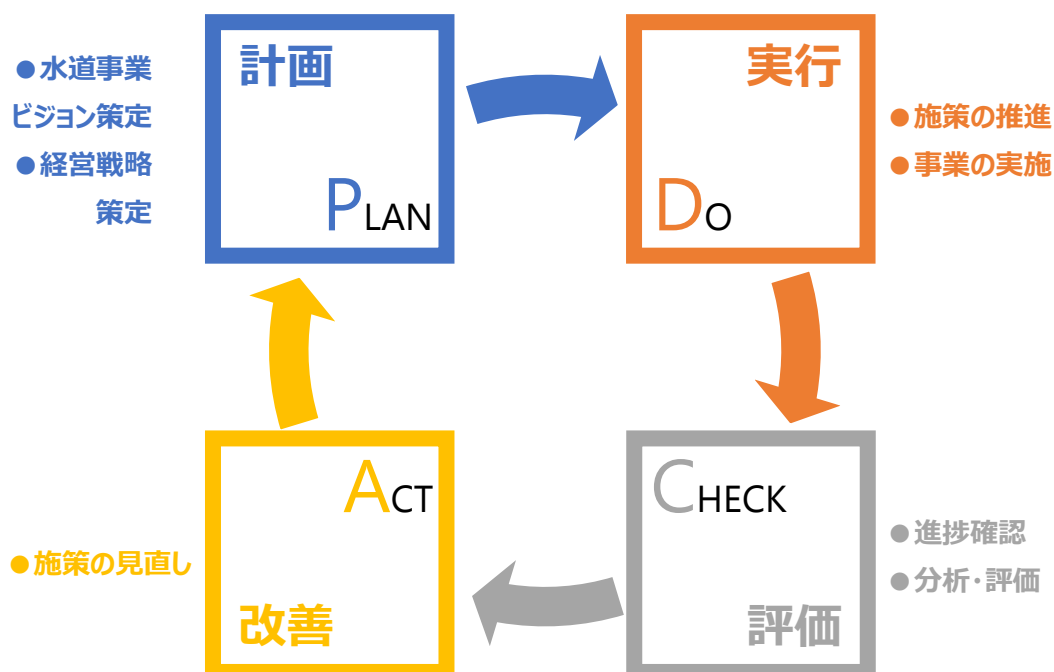 計画
PLAN
●水道事業
ビジョン策定
●経営戦略
策定
実行
DO
●施策の推進
●事業の実施
ACT
改善
●施策の見直し
CHECK
評価
●進捗確認
●分析・評価